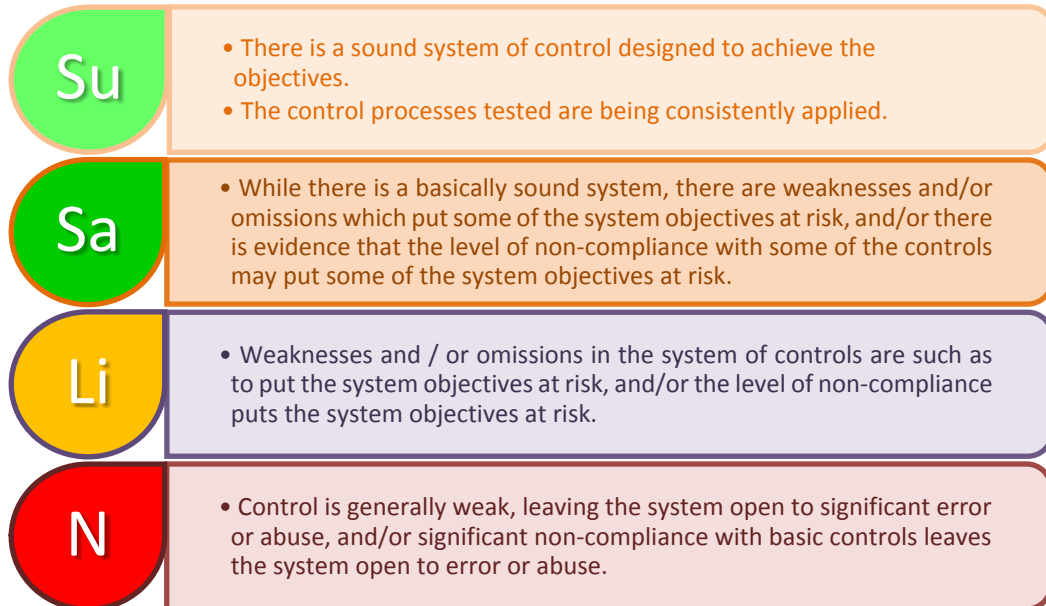 Su
• There is a sound system of control designed to achieve the
objectives.
• The control processes tested are being consistently applied.
Sa
• While there is a basically sound system, there are weaknesses and/or
omissions which put some of the system objectives at risk, and/or there
is evidence that the level of non-compliance with some of the controls
may put some of the system objectives at risk.
Li
• Weaknesses and / or omissions in the system of controls are such as
to put the system objectives at risk, and/or the level of non-compliance
puts the system objectives at risk.
N
• Control is generally weak, leaving the system open to significant error
or abuse, and/or significant non-compliance with basic controls leaves
the system open to error or abuse.